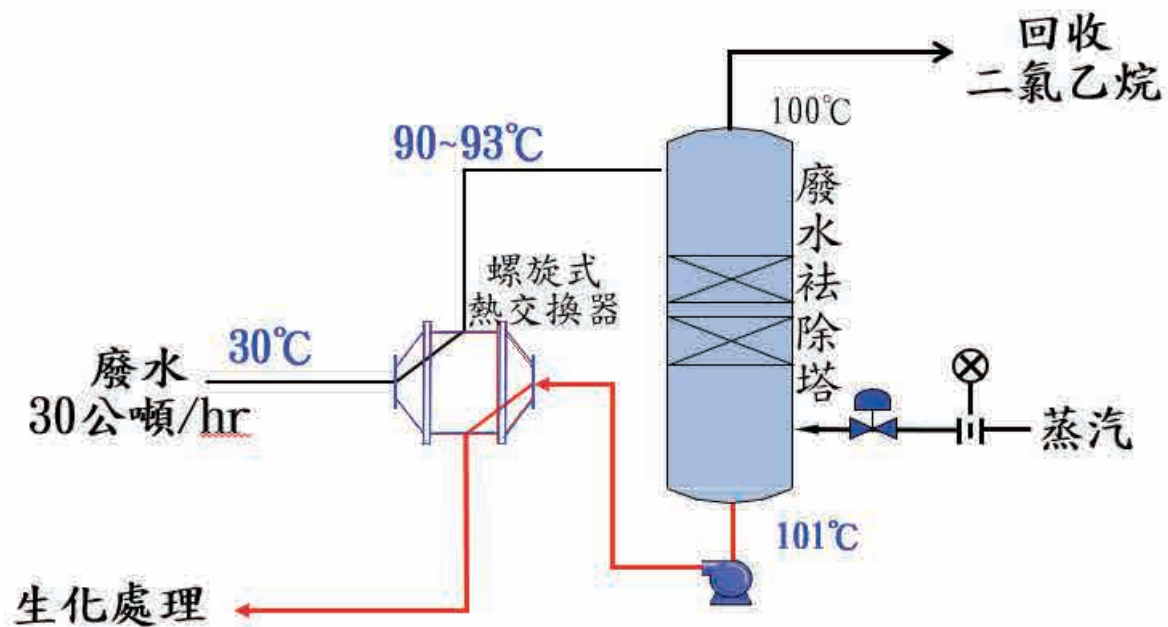 回收
二氯乙烷
100℃
90~93℃
廢水袪除塔
螺旋式
熱交換器
30℃
廢水
30公噸/hr
蒸汽
101℃
生化處理